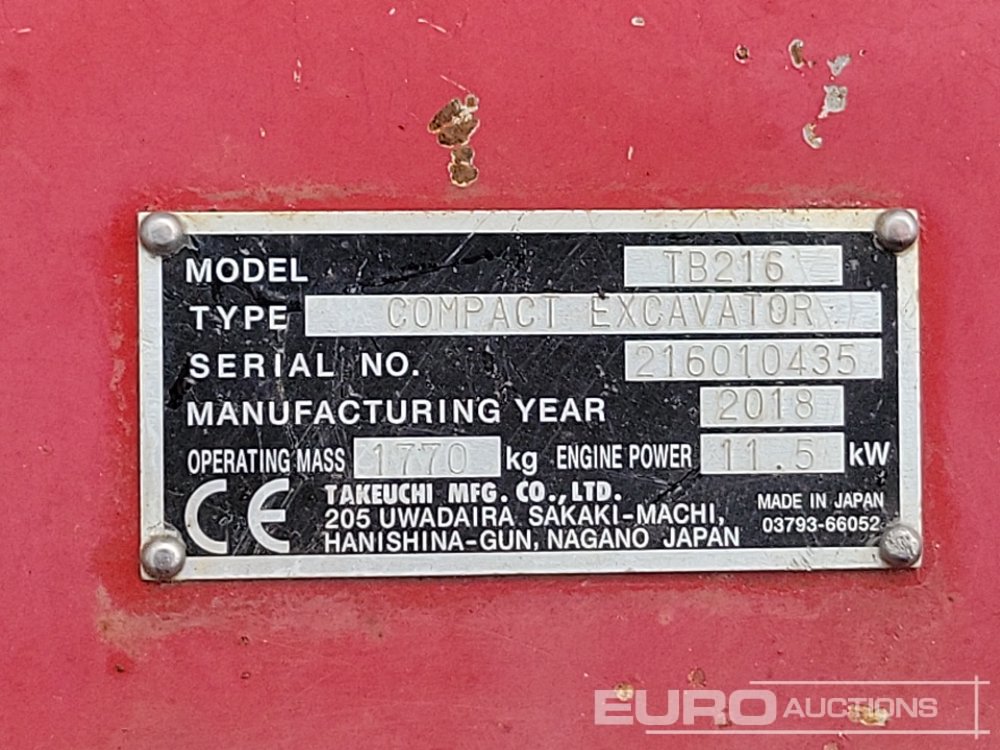 MODEL TB216
TYPE COMPACT EXCAVATOR
SERIAL NO. 216010435
MANUFACTURING YEAR 2018
OPERATING MASS 1770 kg ENGINE POWER 11.5 kW
CE
TAKEUCHI MFG. CO., LTD.
205 UWADAIRA SAKAKI-MACHI,
HANISHINA-GUN, NAGANO JAPAN
MADE IN JAPAN
03793-66052
EURO AUCTIONS